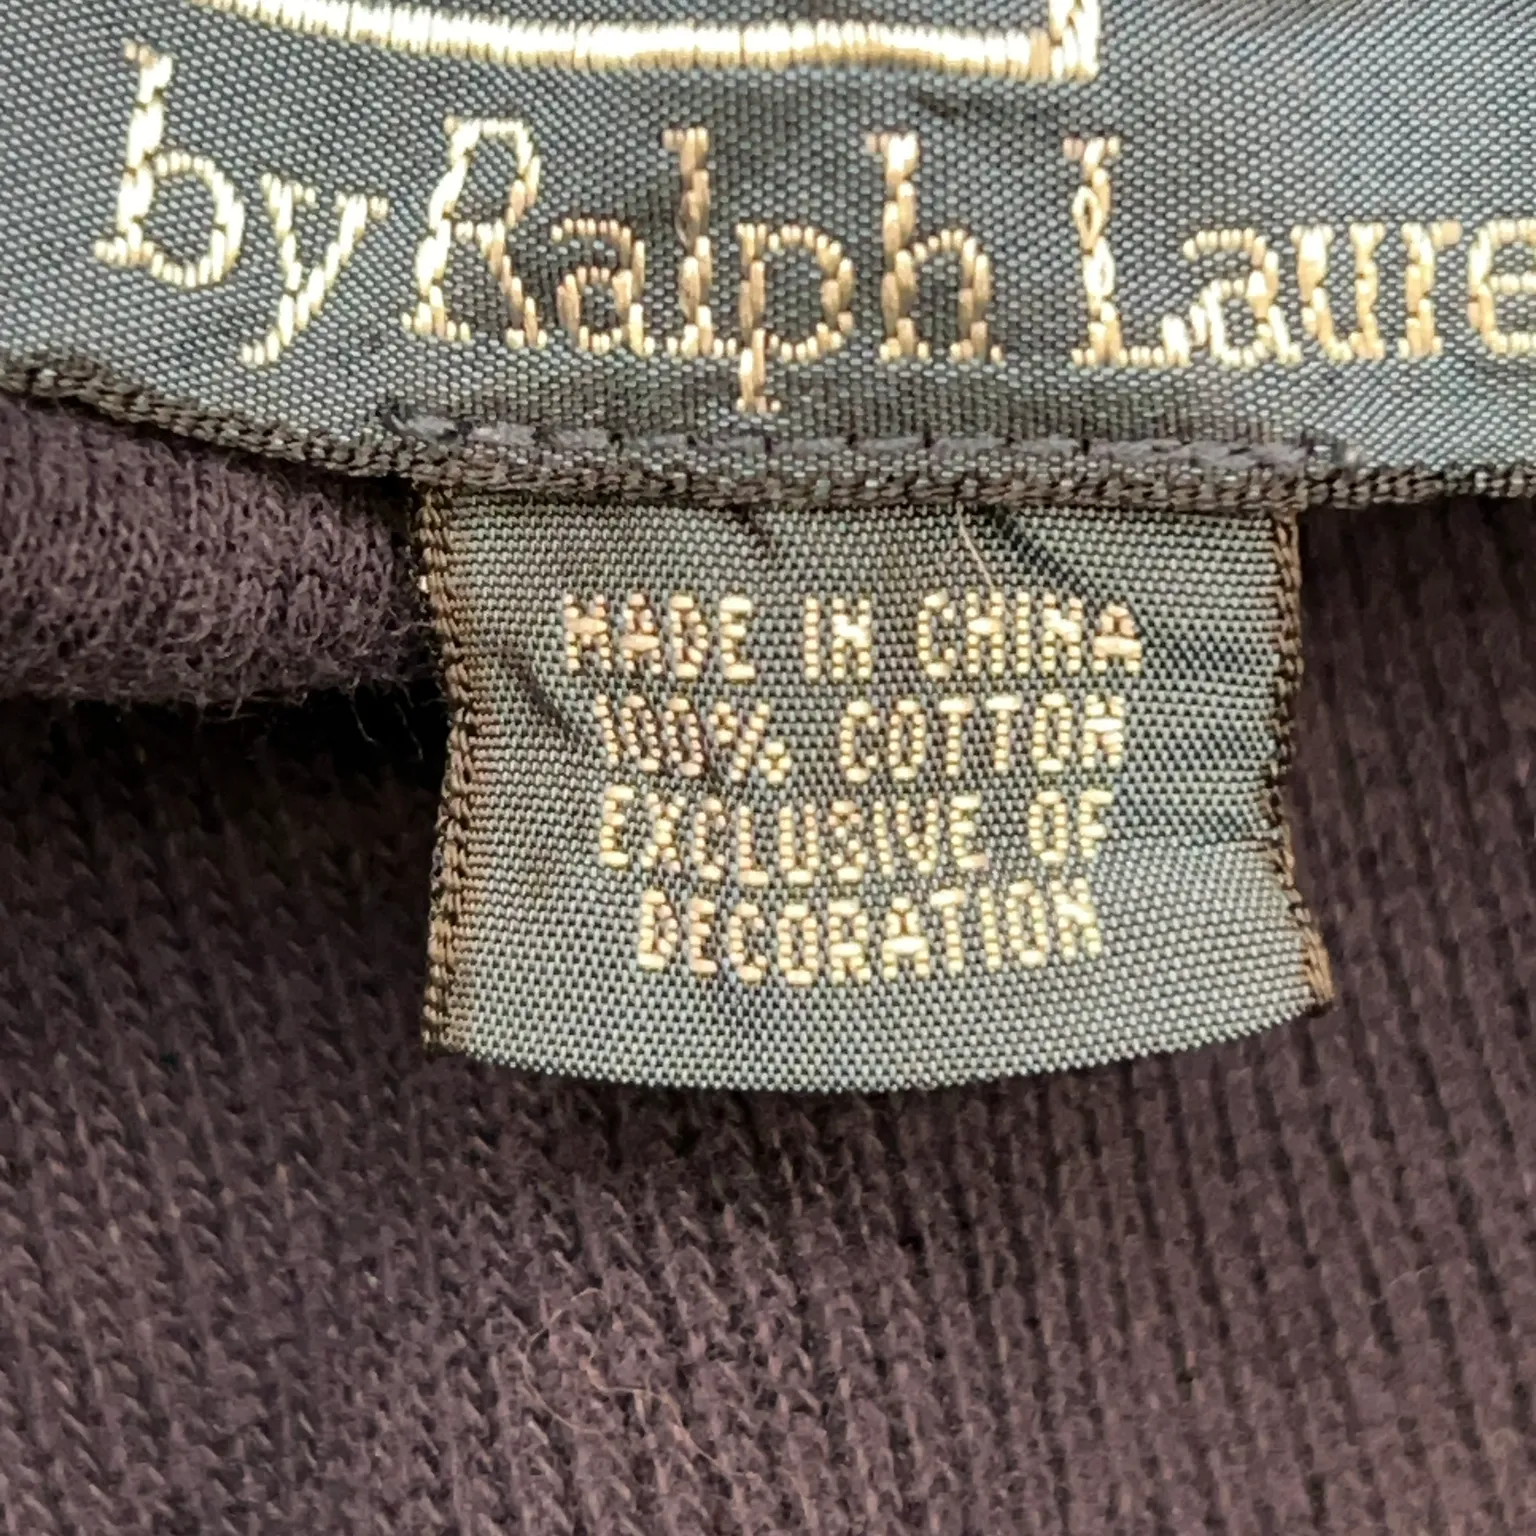 by Ralph Laure
MADE IN CHINA
100% COTTON
EXCLUSIVE OF
DECORATION